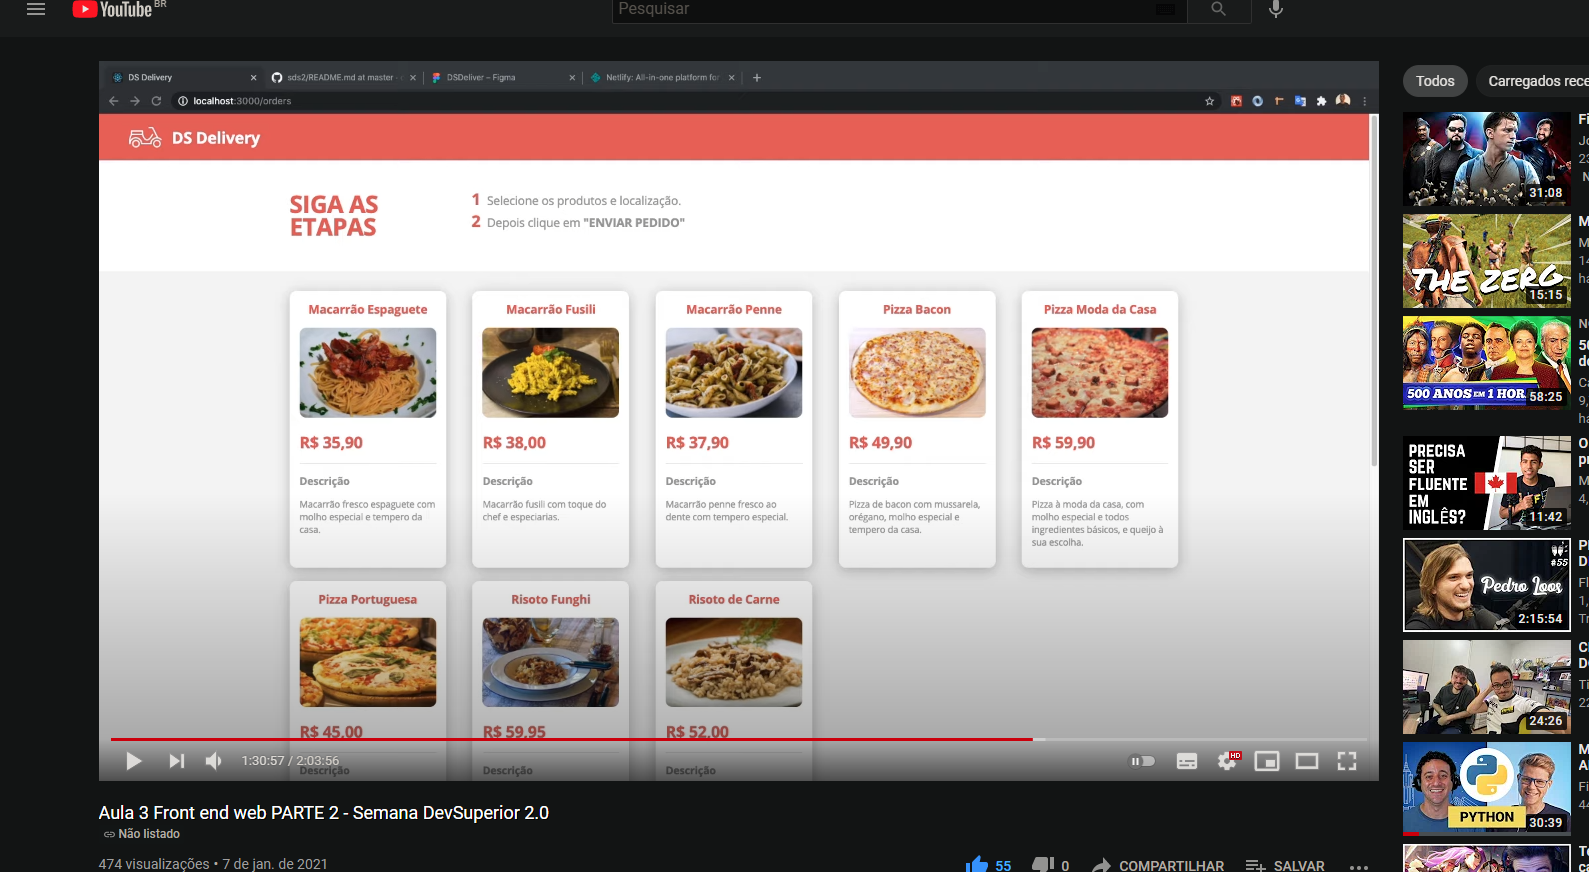 YouTube BR
Pesquisar
DS Delivery
sds2/README.md at master
DSDeliver – Figma
Netlify: All-in-one platform for
localhost:3000/orders
DS Delivery
SIGA AS
ETAPAS
1 Selecione os produtos e localização.
2 Depois clique em "ENVIAR PEDIDO"
Macarrão Espaguete
R$ 35,90
Descrição
Macarrão fresco espaguete com
molho especial e tempero da
casa.
Macarrão Fusili
R$ 38,00
Descrição
Macarrão fusili com toque do
chef e especiarias.
Macarrão Penne
R$ 37,90
Descrição
Macarrão penne fresco ao
dente com tempero especial.
Pizza Bacon
R$ 49,90
Descrição
Pizza de bacon com mussarela,
orégano, molho especial e
tempero da casa.
Pizza Moda da Casa
R$ 59,90
Descrição
Pizza à moda da casa, com
molho especial e todos
ingredientes básicos, e queijo à
sua escolha.
Pizza Portuguesa
R$ 45,00
Descrição
Risoto Funghi
R$ 59,95
Descrição
Risoto de Carne
R$ 52,00
Descrição
1:30:57 / 2:03:56
HD
Aula 3 Front end web PARTE 2 - Semana DevSuperior 2.0
Não listado
474 visualizações • 7 de jan. de 2021
55
0
COMPARTILHAR
SALVAR
Todos
Carregados rece
31:08
THE ZERG
15:15
500 ANOS EM 1 HORA
58:25
PRECISA
SER
FLUENTE
EM
INGLÊS?
11:42
#55
Pedro Loos
2:15:54
24:26
PYTHON
30:39